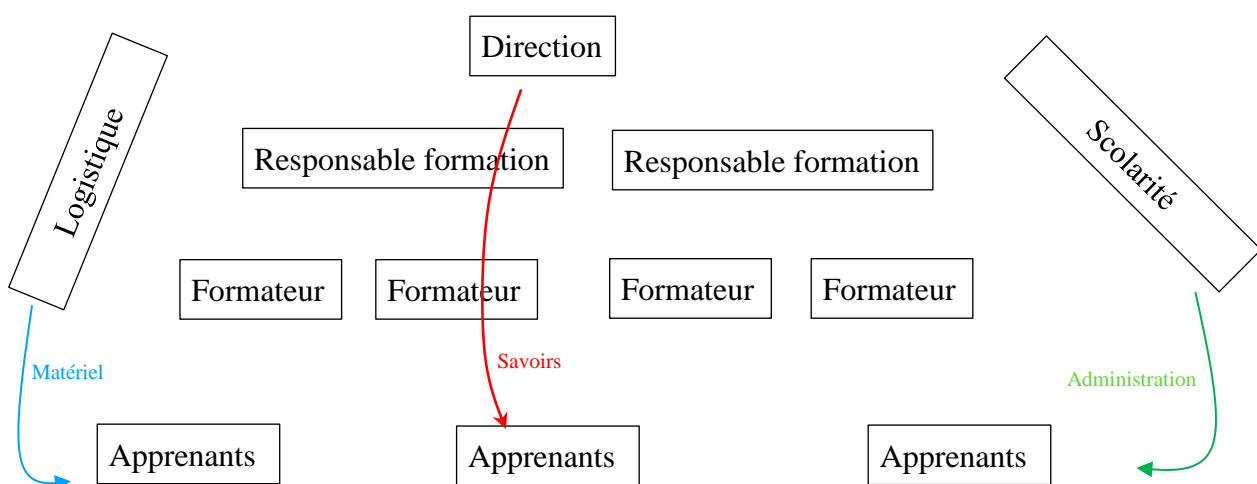 Direction
Logistique
Scolarité
Responsable formation
Responsable formation
Formateur
Formateur
Formateur
Formateur
Matériel
Savoirs
Administration
Apprenants
Apprenants
Apprenants